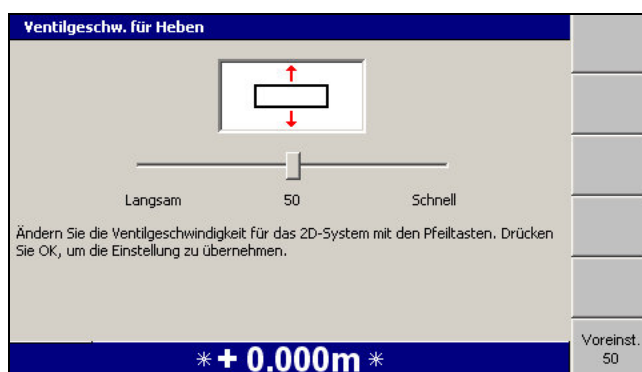 Ventilgeschw. für Heben
Langsam 50 Schnell
Ändern Sie die Ventilgeschwindigkeit für das 2D-System mit den Pfeiltasten. Drücken
Sie OK, um die Einstellung zu übernehmen.
Voreinst.
50
✳+ 0.000m ✳